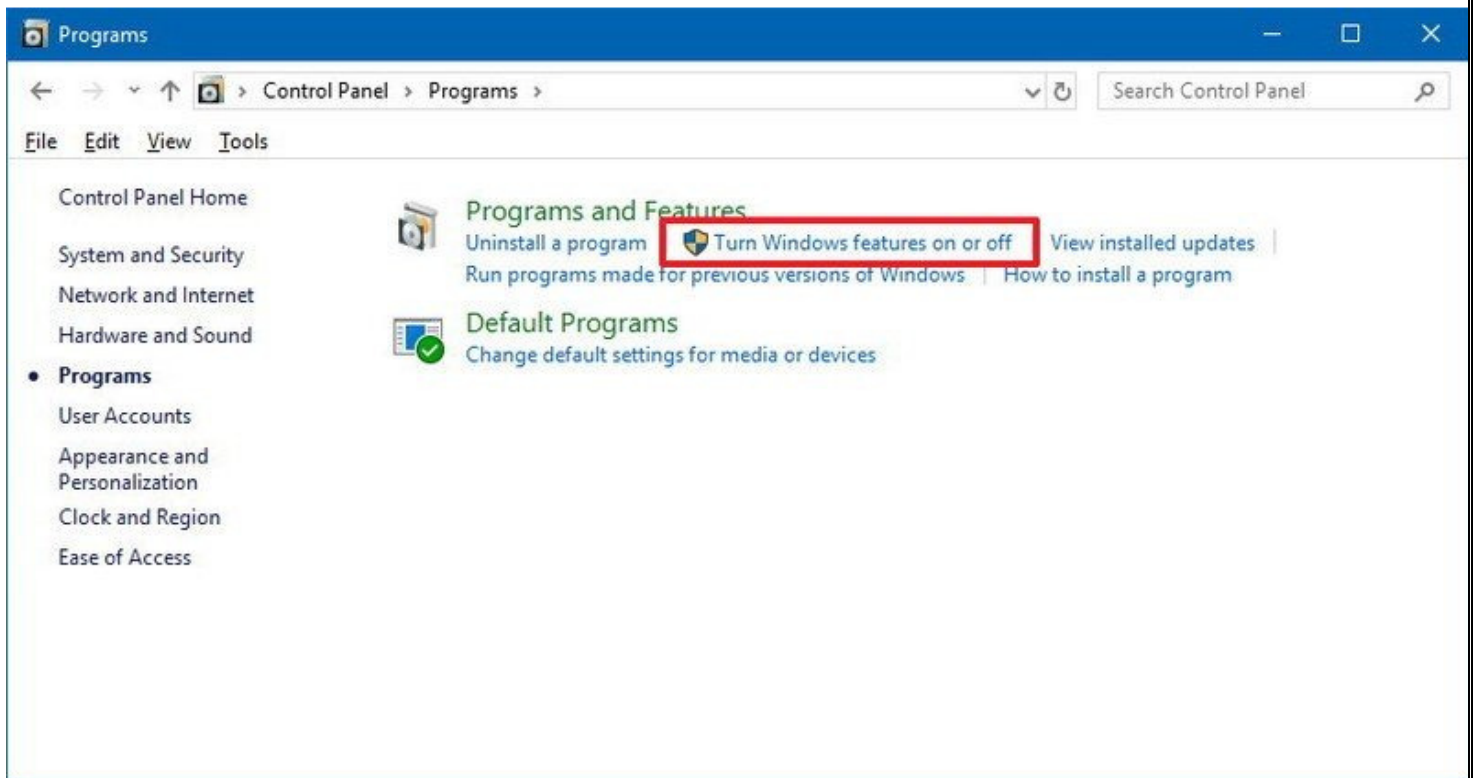 Programs
Control Panel > Programs >
Search Control Panel
File Edit View Tools
Control Panel Home
System and Security
Network and Internet
Hardware and Sound
Programs
User Accounts
Appearance and
Personalization
Clock and Region
Ease of Access
Programs and Features
Uninstall a program Turn Windows features on or off View installed updates
Run programs made for previous versions of Windows How to install a program
Default Programs
Change default settings for media or devices